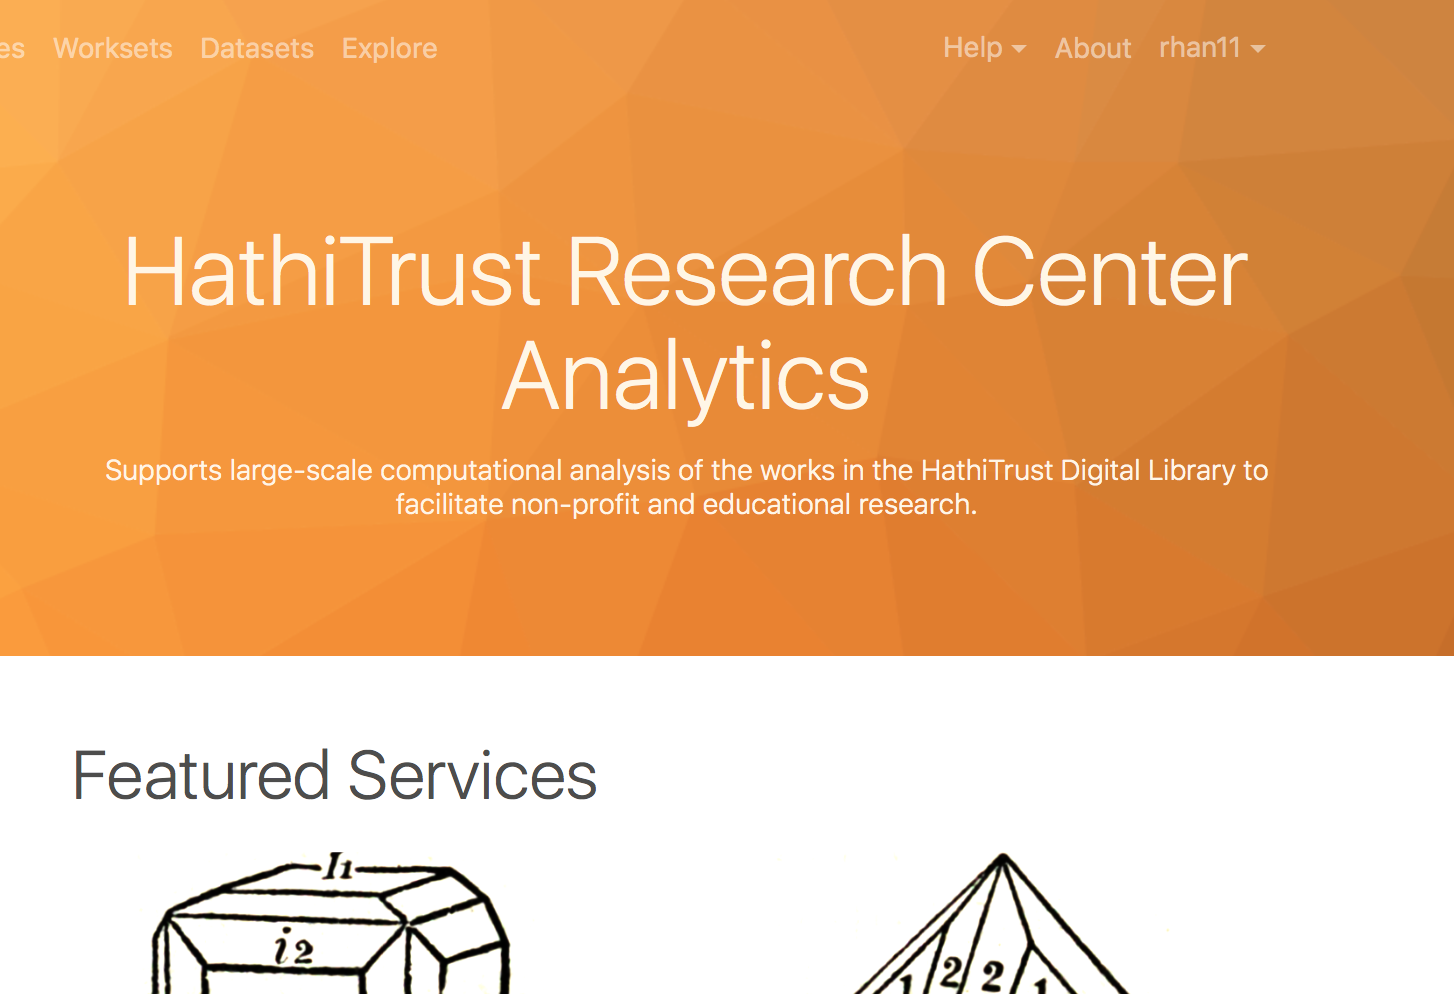 es Worksets Datasets Explore Help About rhan11
HathiTrust Research Center
Analytics
Supports large-scale computational analysis of the works in the HathiTrust Digital Library to
facilitate non-profit and educational research.
Featured Services
I1
i2
1 2 2 1